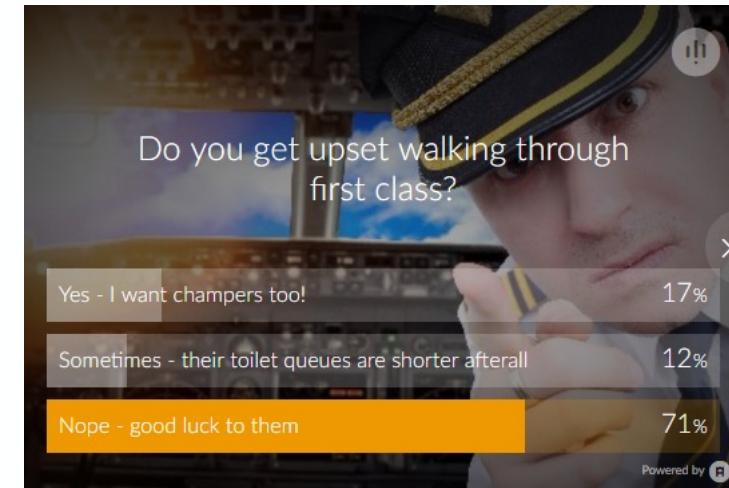 Do you get upset walking through
first class?
Yes - I want champers too!
17%
Sometimes - their toilet queues are shorter afterall
12%
Nope - good luck to them
71%
Powered by